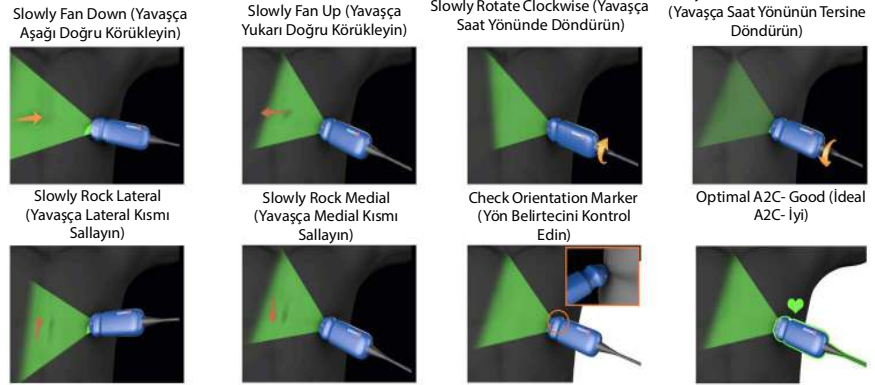 Slowly Fan Down (Yavaşça
Aşağı Doğru Körükleyin)
Slowly Fan Up (Yavaşça
Yukarı Doğru Körükleyin)
Slowly Rotate Clockwise (Yavaşça
Saat Yönünde Döndürün)
(Yavaşça Saat Yönünün Tersine
Döndürün)
Slowly Rock Lateral
(Yavaşça Lateral Kısmı
Sallayın)
Slowly Rock Medial
(Yavaşça Medial Kısmı
Sallayın)
Check Orientation Marker
(Yön Belirtecini Kontrol
Edin)
Optimal A2C- Good (İdeal
A2C- İyi)